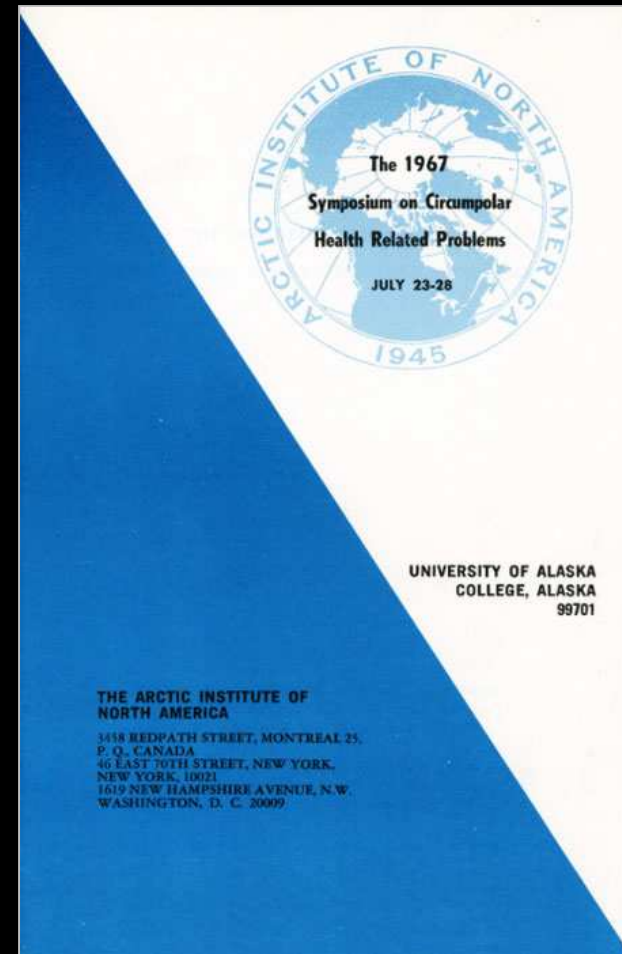 ARCTIC INSTITUTE OF NORTH AMERICA
1945
The 1967
Symposium on Circumpolar
Health Related Problems
JULY 23-28
UNIVERSITY OF ALASKA
COLLEGE, ALASKA
99701
THE ARCTIC INSTITUTE OF
NORTH AMERICA
3458 REDPATH STREET, MONTREAL 25,
P. Q., CANADA
46 EAST 70TH STREET, NEW YORK,
NEW YORK, 10021
1619 NEW HAMPSHIRE AVENUE, N.W.
WASHINGTON, D. C. 20009